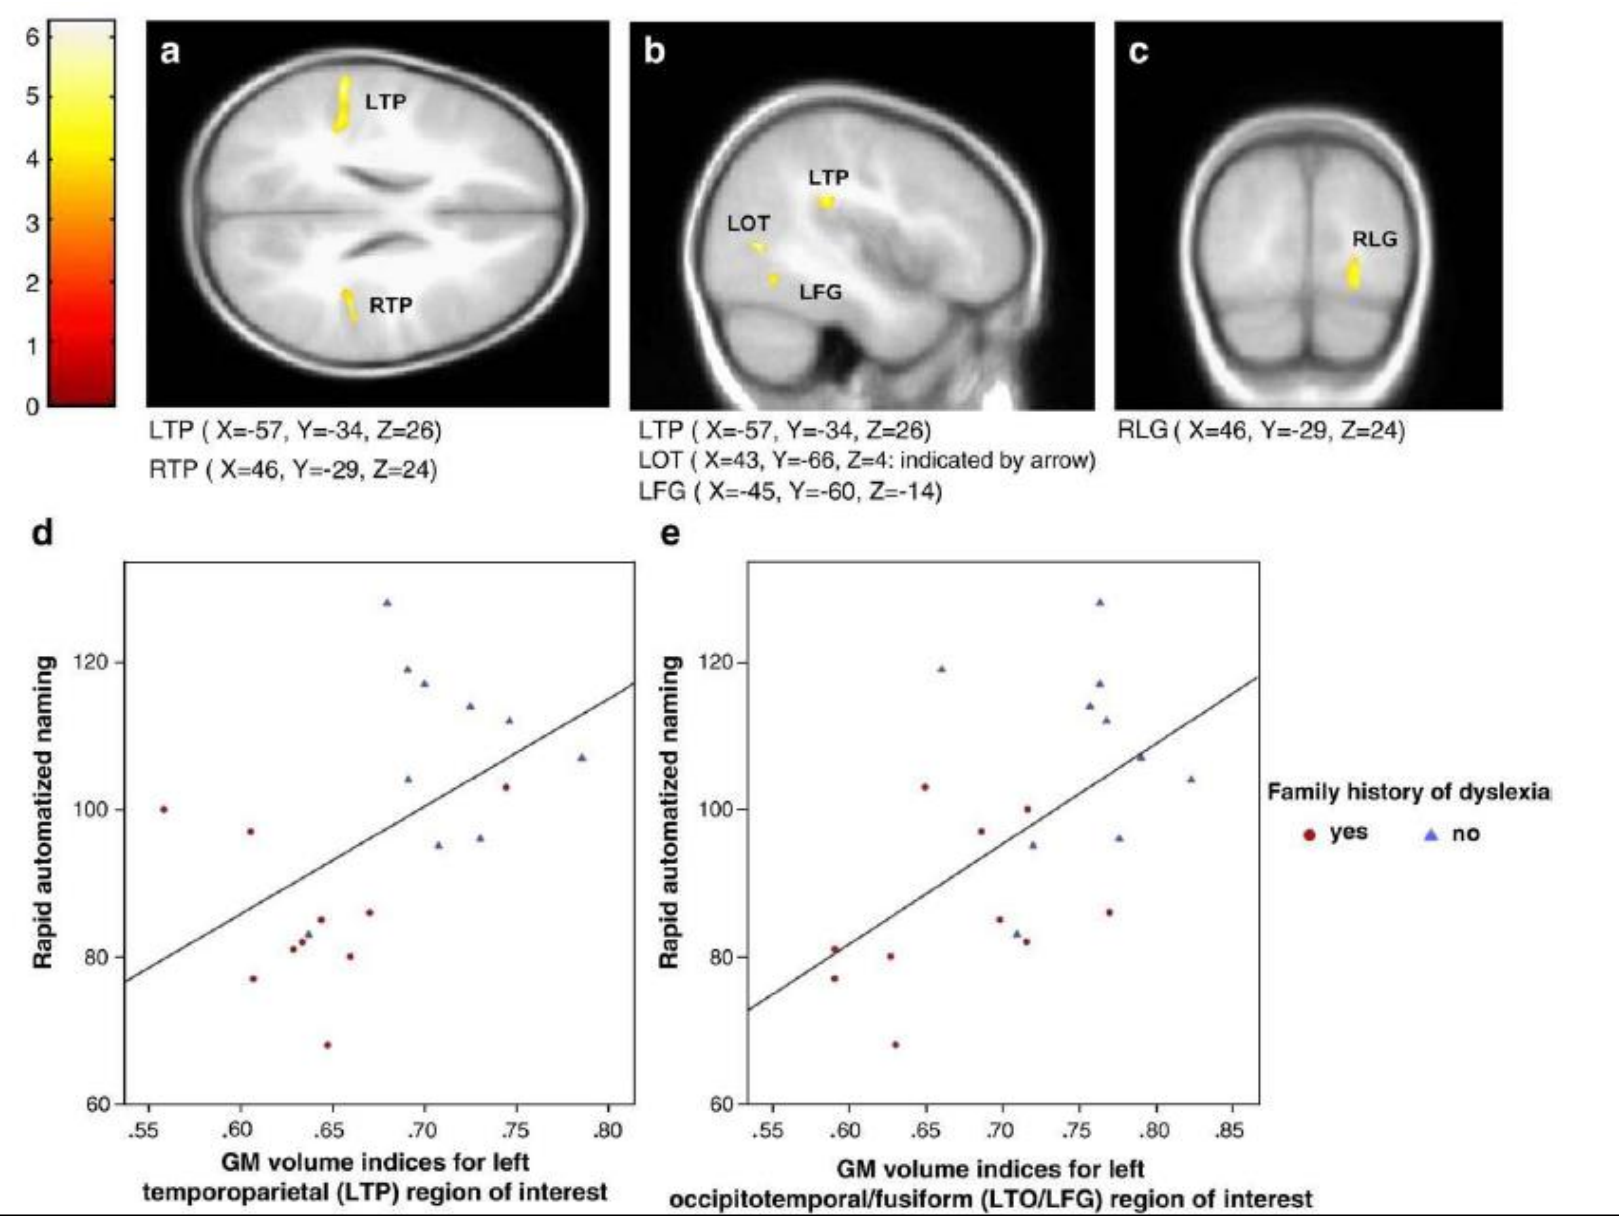 6
5
4
3
2
1
0
a
LTP
RTP
b
LTP
LOT
LFG
c
RLG
LTP ( X=-57, Y=-34, Z=26)
RTP ( X=46, Y=-29, Z=24)
LTP ( X=-57, Y=-34, Z=26)
LOT ( X=43, Y=-66, Z=4: indicated by arrow)
LFG ( X=-45, Y=-60, Z=-14)
RLG ( X=46, Y=-29, Z=24)
d
Rapid automatized naming
120
100
80
60
.55 .60 .65 .70 .75 .80
GM volume indices for left
temporoparietal (LTP) region of interest
e
Rapid automatized naming
120
100
80
60
.55 .60 .65 .70 .75 .80 .85
GM volume indices for left
occipitotemporal/fusiform (LTO/LFG) region of interest
Family history of dyslexia
yes no